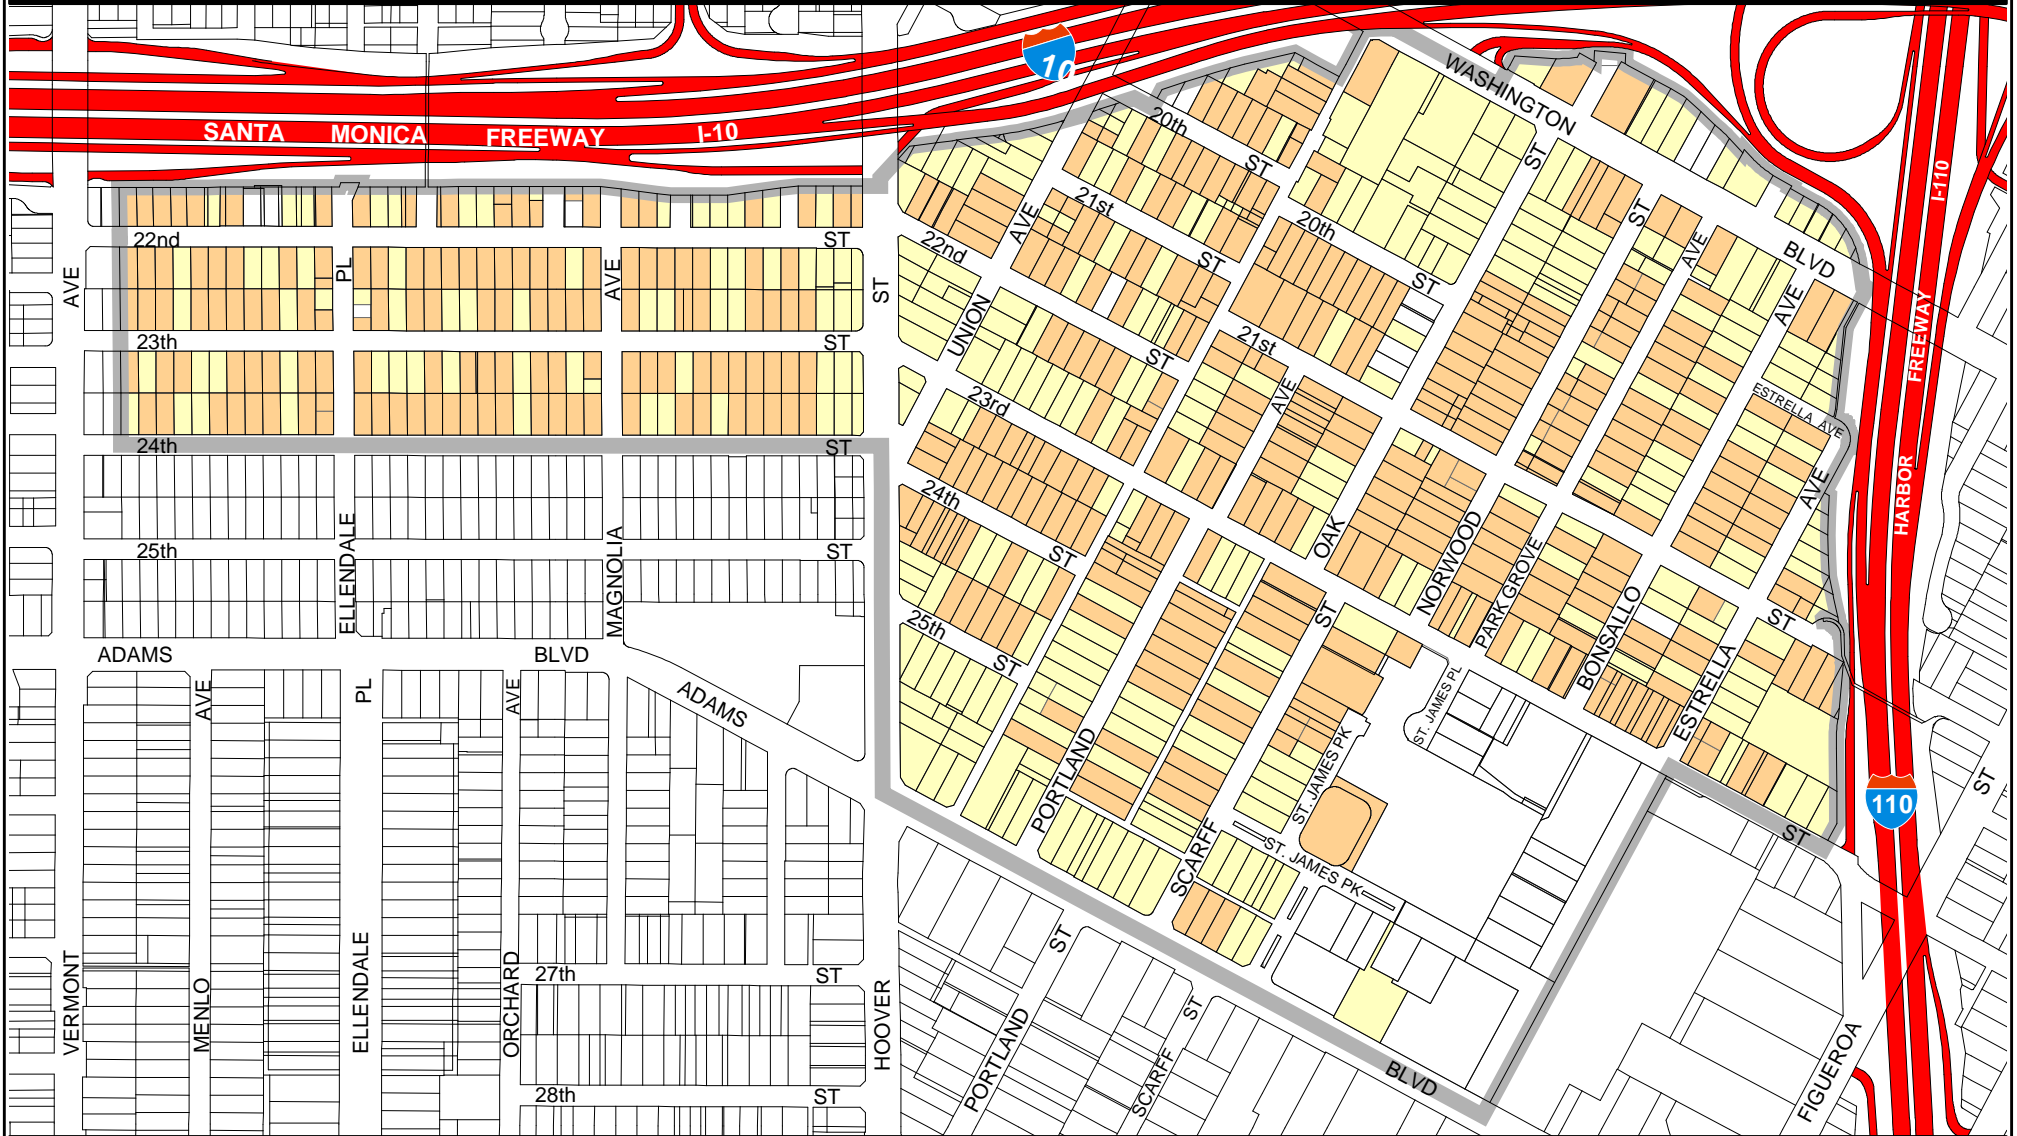 10
WASHINGTON
BLVD
SANTA MONICA FREEWAY I-10
I-110
HARBOR FREEWAY
110
20th ST
20th ST
21st ST
21st
22nd ST
22nd ST
23rd ST
23th ST
24th ST
24th ST
25th ST
25th ST
AVE
PL
AVE
ST
UNION AVE
AVE
ST
ST
AVE
AVE
ESTRELLA AVE
AVE
ELLENDALE
MAGNOLIA
OAK ST
NORWOOD
PARK GROVE
BONSALLO
ESTRELLA
ST
ADAMS BLVD
ADAMS
BLVD
AVE
PL
AVE
PORTLAND
SCARFF
ST. JAMES PL
ST. JAMES PK
ST. JAMES PK
ST
VERMONT
MENLO
ELLENDALE
ORCHARD
HOOVER
27th ST
28th ST
PORTLAND ST
SCARFF ST
FIGUEROA
ST